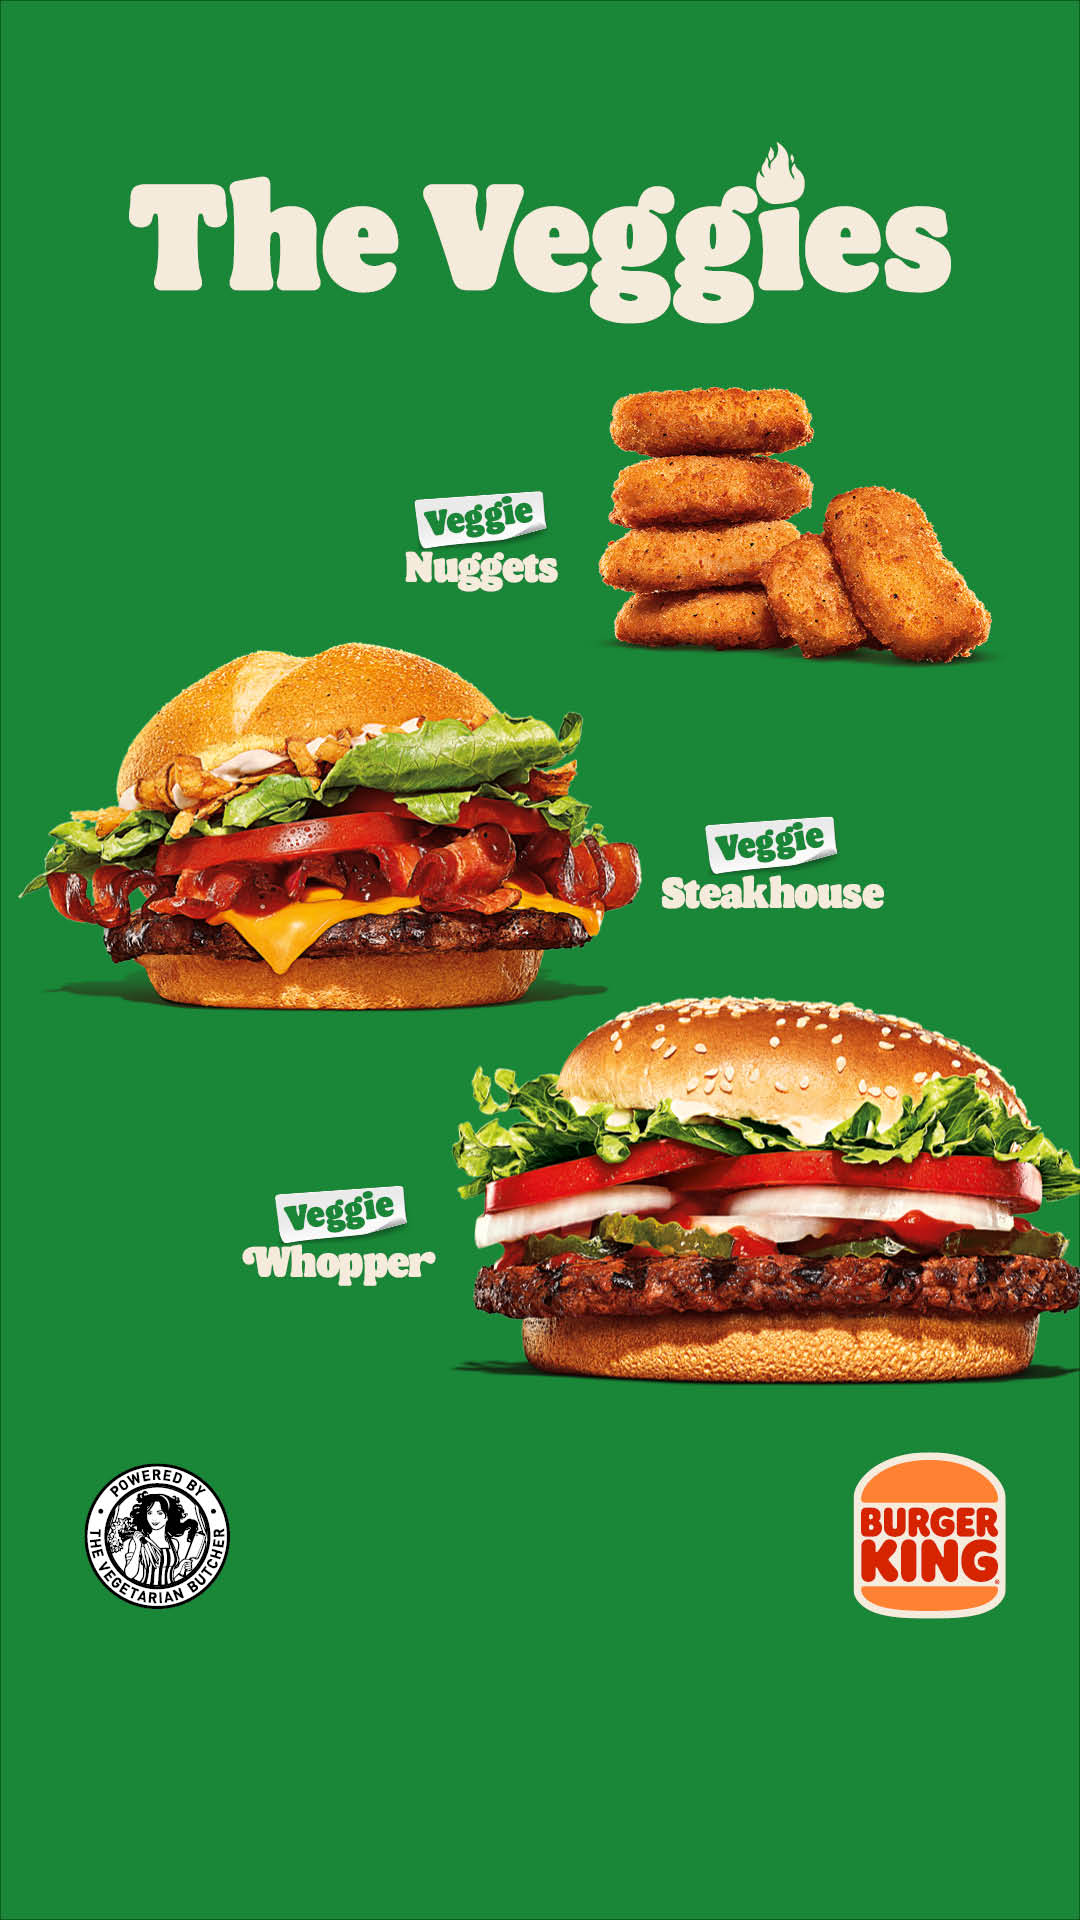 The Veggies
Veggie
Nuggets
Veggie
Steakhouse
Veggie
Whopper
POWERED BY
THE VEGETARIAN BUTCHER
BURGER
KING
®